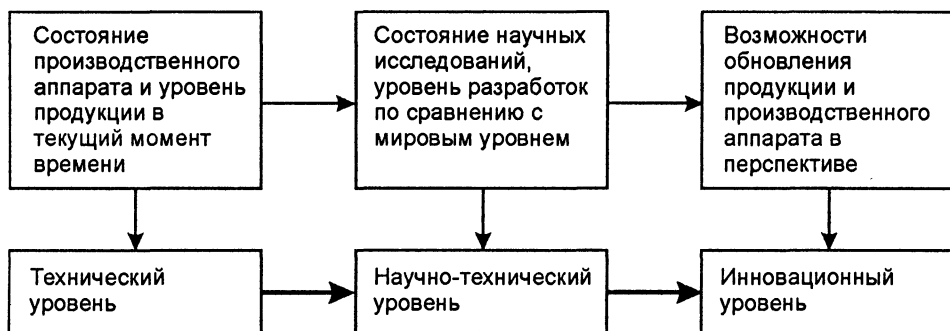 Состояние
производственного
аппарата и уровень
продукции в
текущий момент
времени
Состояние научных
исследований,
уровень разработок
по сравнению с
мировым уровнем
Возможности
обновления
продукции и
производственного
аппарата в
перспективе
Технический
уровень
Научно-технический
уровень
Инновационный
уровень